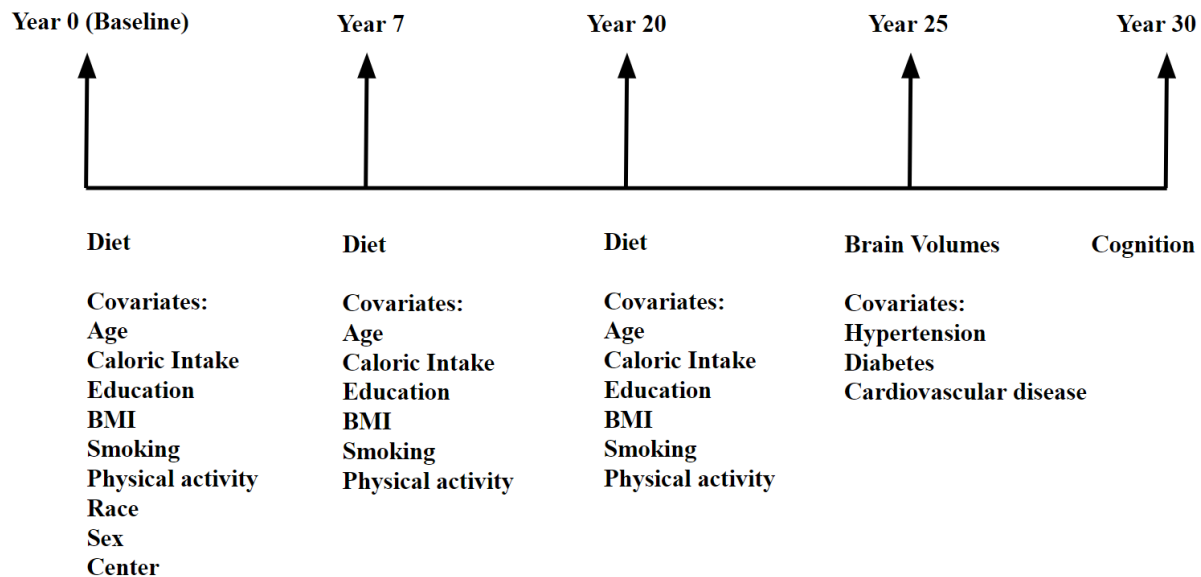 Year 0 (Baseline)
Year 7
Year 20
Year 25
Year 30
Diet
Covariates:
Age
Caloric Intake
Education
BMI
Smoking
Physical activity
Race
Sex
Center
Diet
Covariates:
Age
Caloric Intake
Education
BMI
Smoking
Physical activity
Diet
Covariates:
Age
Caloric Intake
Education
BMI
Smoking
Physical activity
Brain Volumes
Covariates:
Hypertension
Diabetes
Cardiovascular disease
Cognition